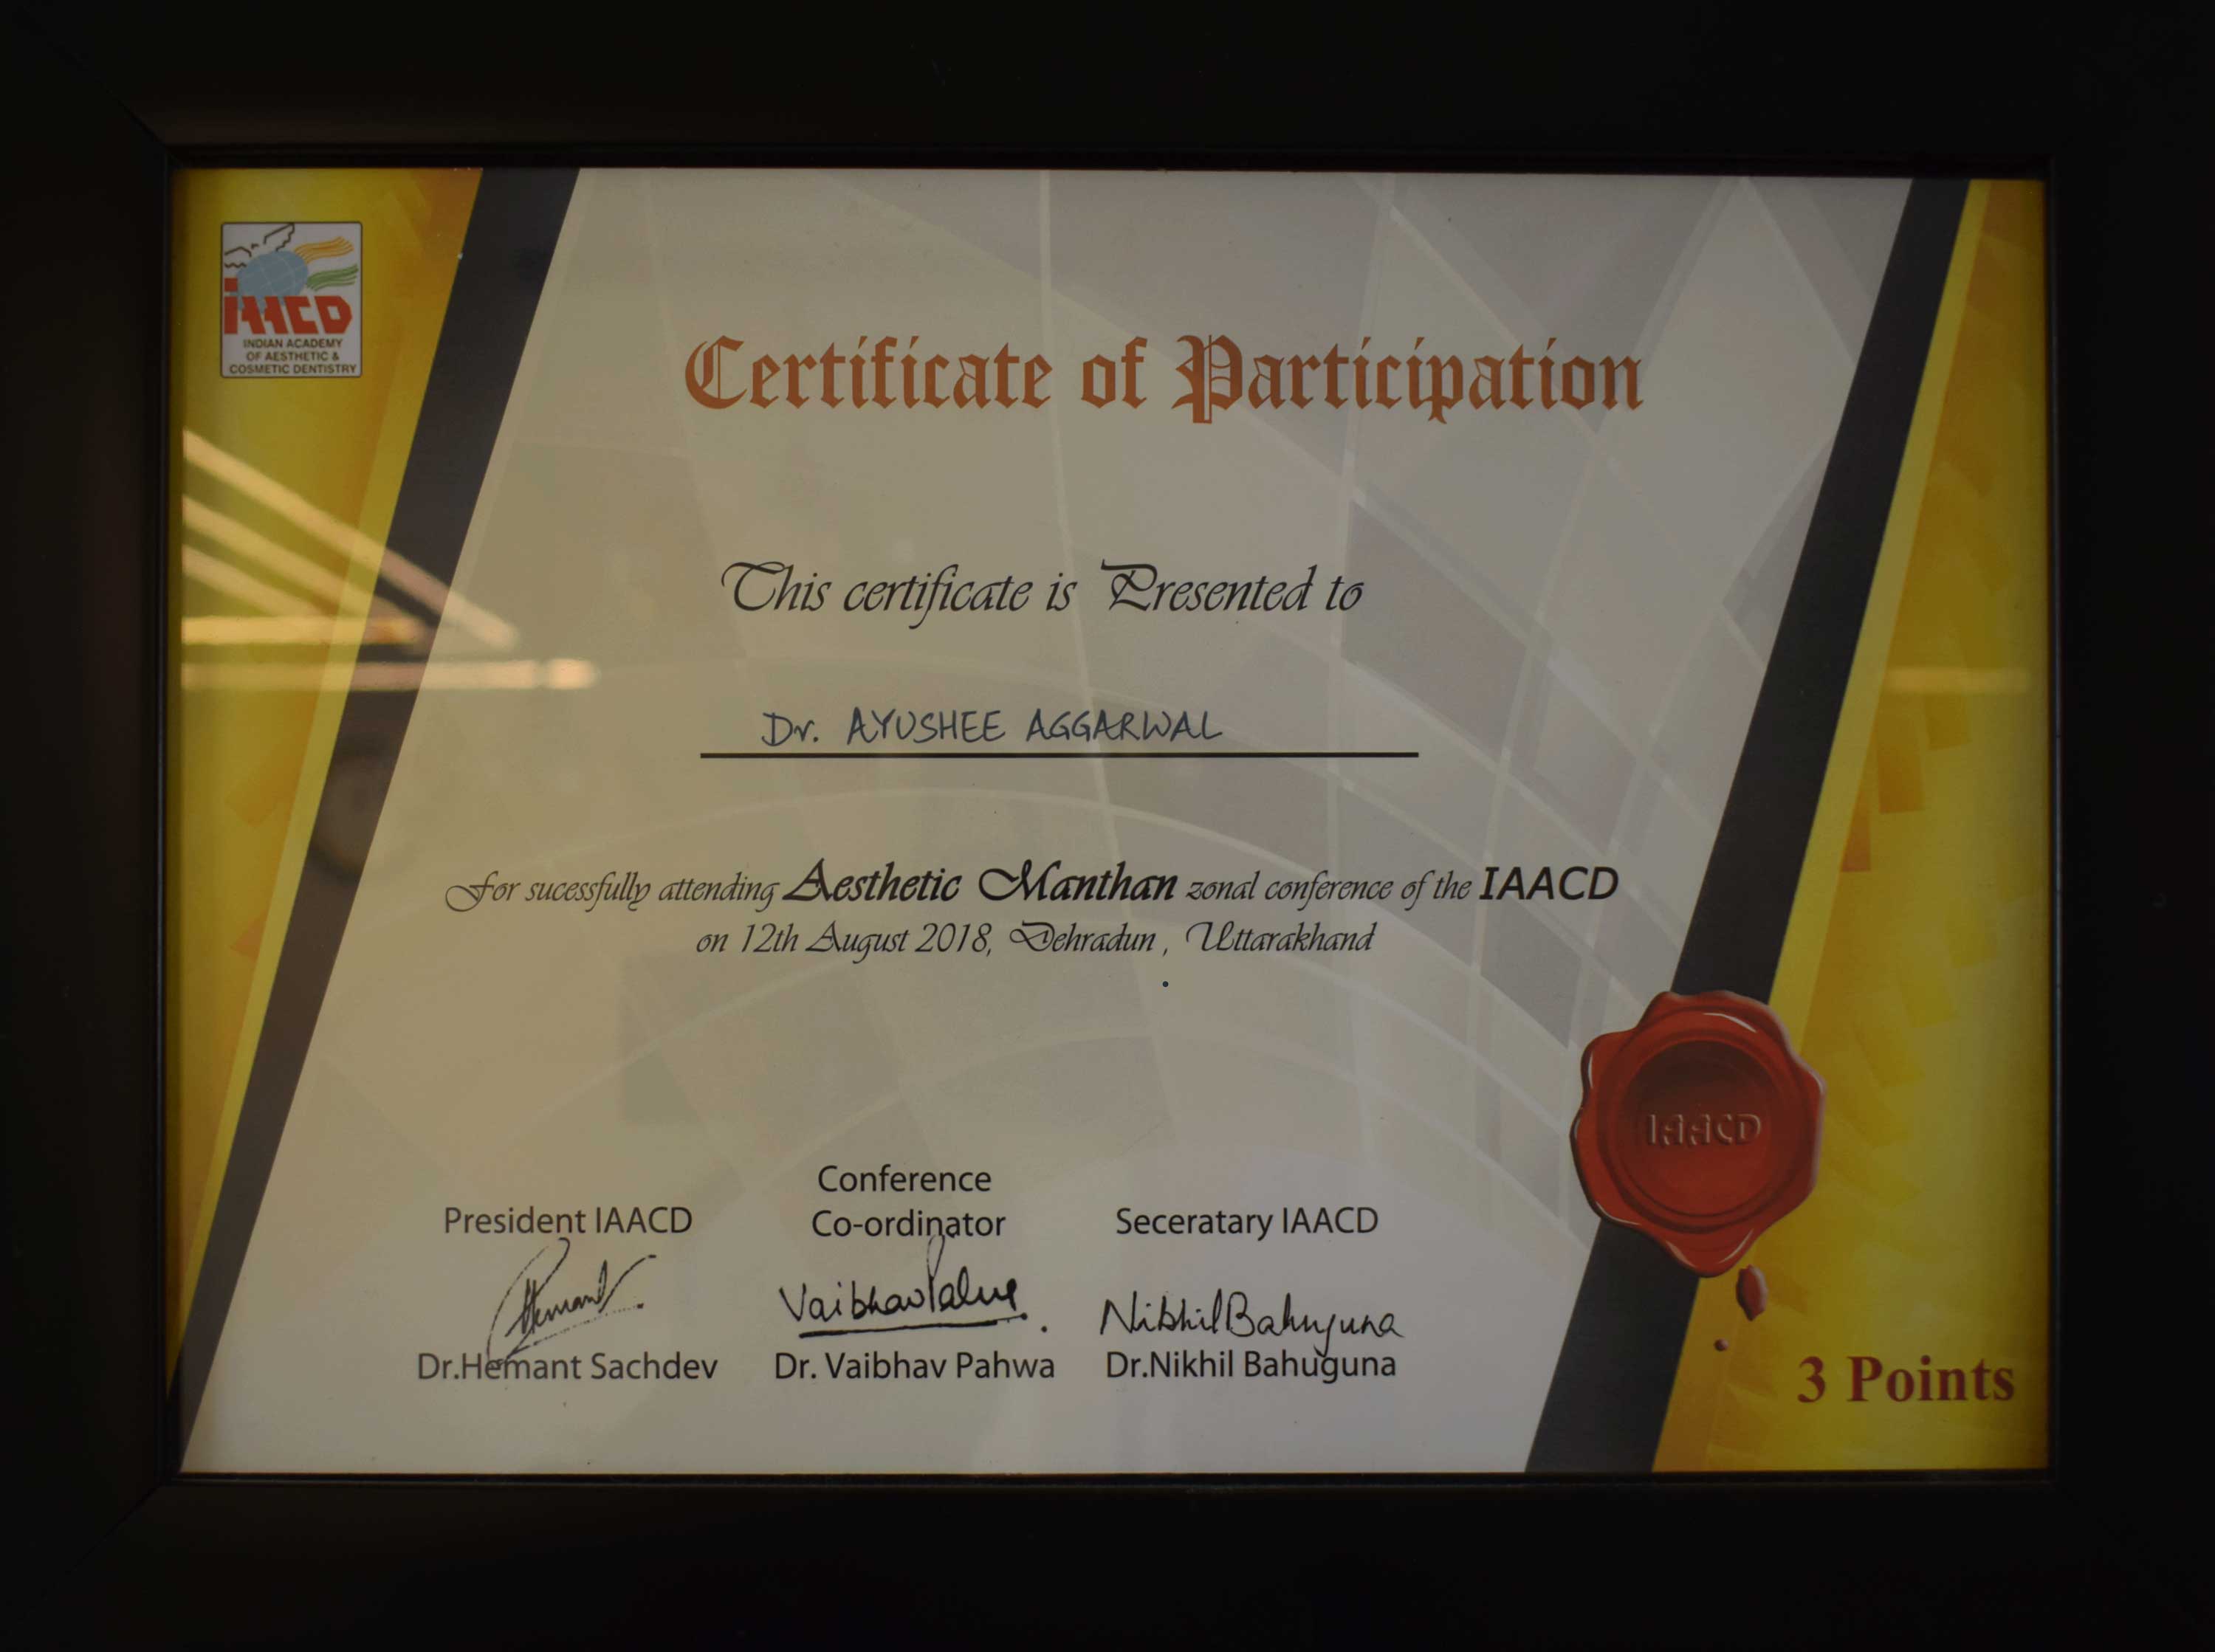 iAACD
INDIAN ACADEMY
OF AESTHETIC &
COSMETIC DENTISTRY
Certificate of Participation
This certificate is Presented to
Dr. AYUSHEE AGGARWAL
For sucessfully attending Aesthetic Manthan zonal conference of the IAACD
on 12th August 2018, Dehradun , Uttarakhand
IAACD
President IAACD
Conference
Co-ordinator
Seceratary IAACD
Hemant
Vaibhav Pahwa
Nikhil Bahuguna
Dr.Hemant Sachdev
Dr. Vaibhav Pahwa
Dr.Nikhil Bahuguna
3 Points